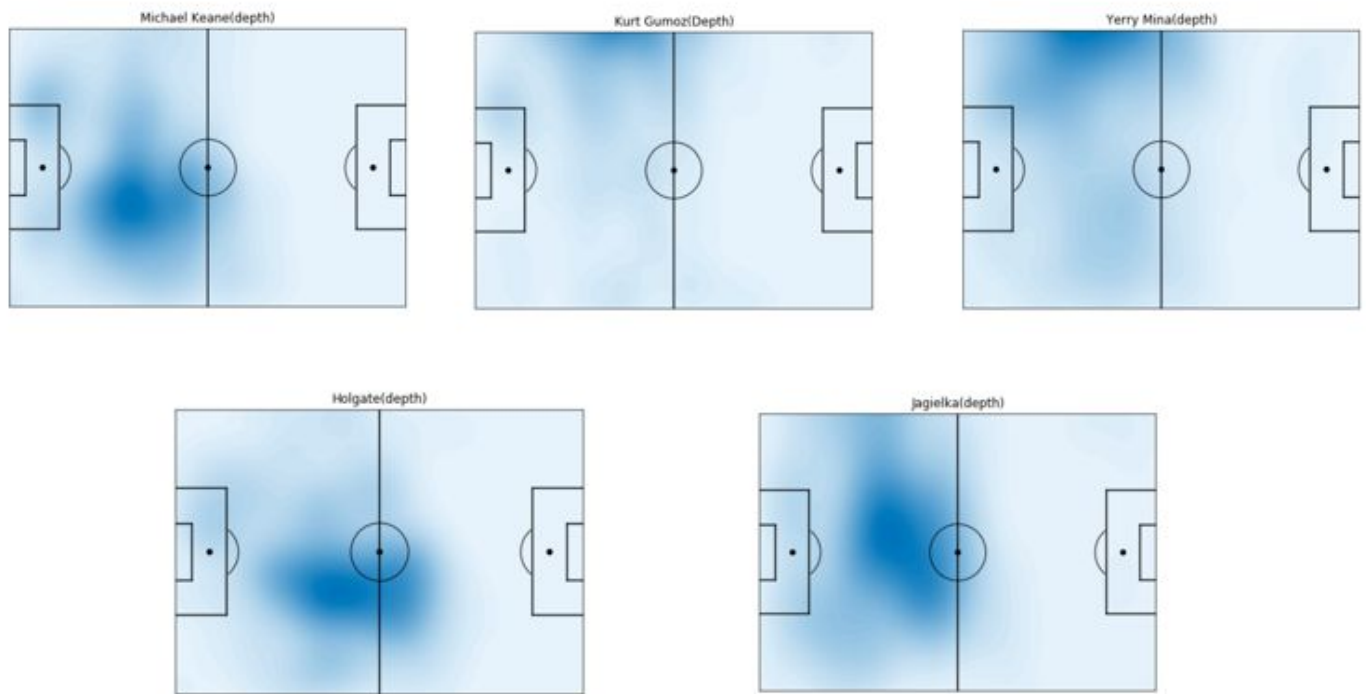 Michael Keane(depth)
Kurt Gumoz(Depth)
Yerry Mina(depth)
Holgate(depth)
Jagielka(depth)